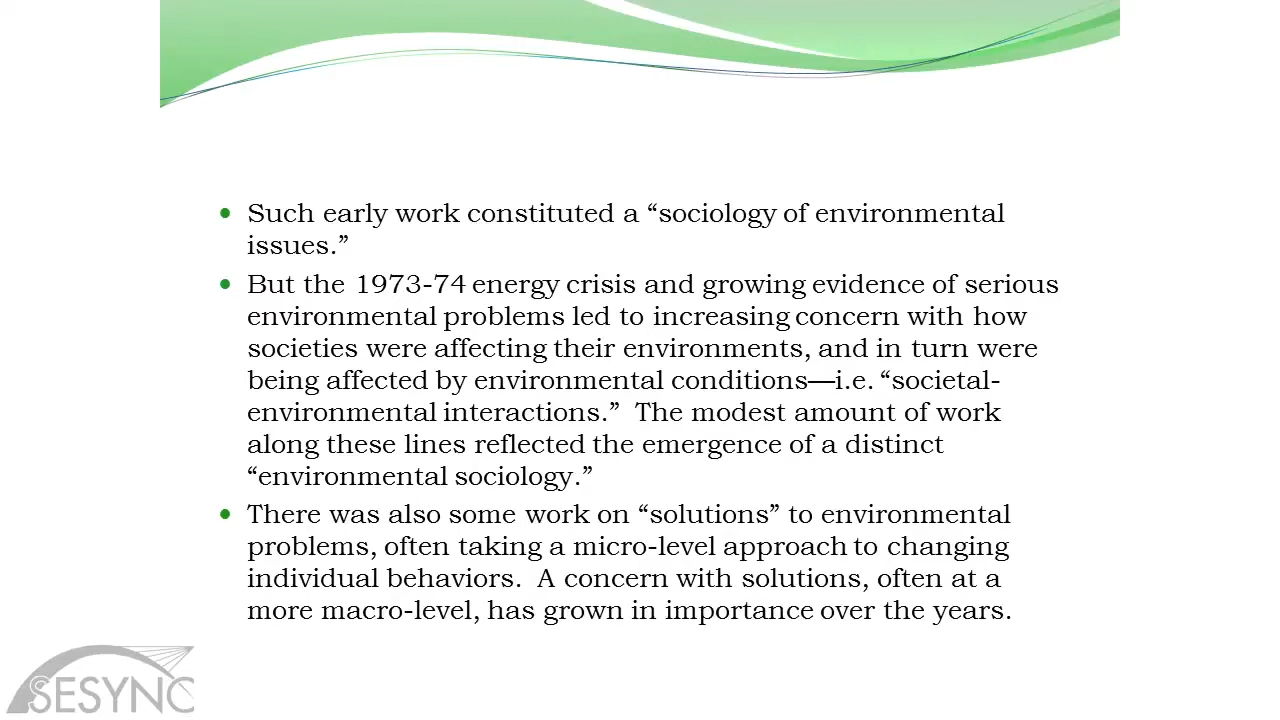 Such early work constituted a “sociology of environmental
issues.”
But the 1973-74 energy crisis and growing evidence of serious
environmental problems led to increasing concern with how
societies were affecting their environments, and in turn were
being affected by environmental conditions—i.e. “societal-
environmental interactions.”  The modest amount of work
along these lines reflected the emergence of a distinct
“environmental sociology.”
There was also some work on “solutions” to environmental
problems, often taking a micro-level approach to changing
individual behaviors.  A concern with solutions, often at a
more macro-level, has grown in importance over the years.
SESYNC